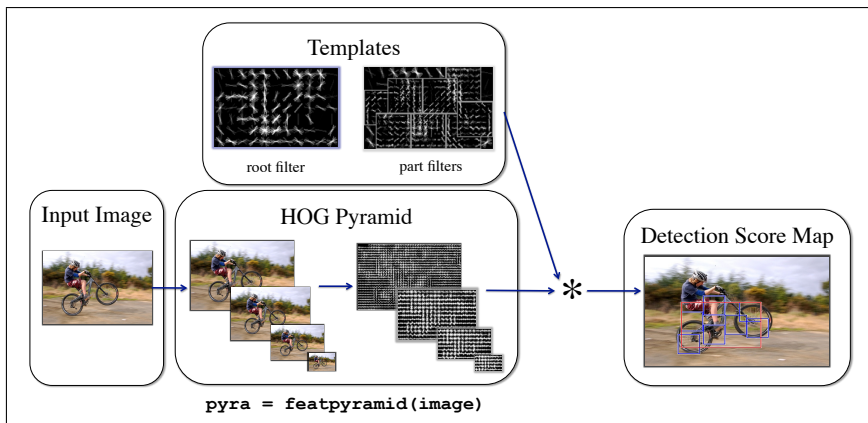 Templates
root filter
part filters
Input Image
HOG Pyramid
*
Detection Score Map
pyra = featpyramid(image)